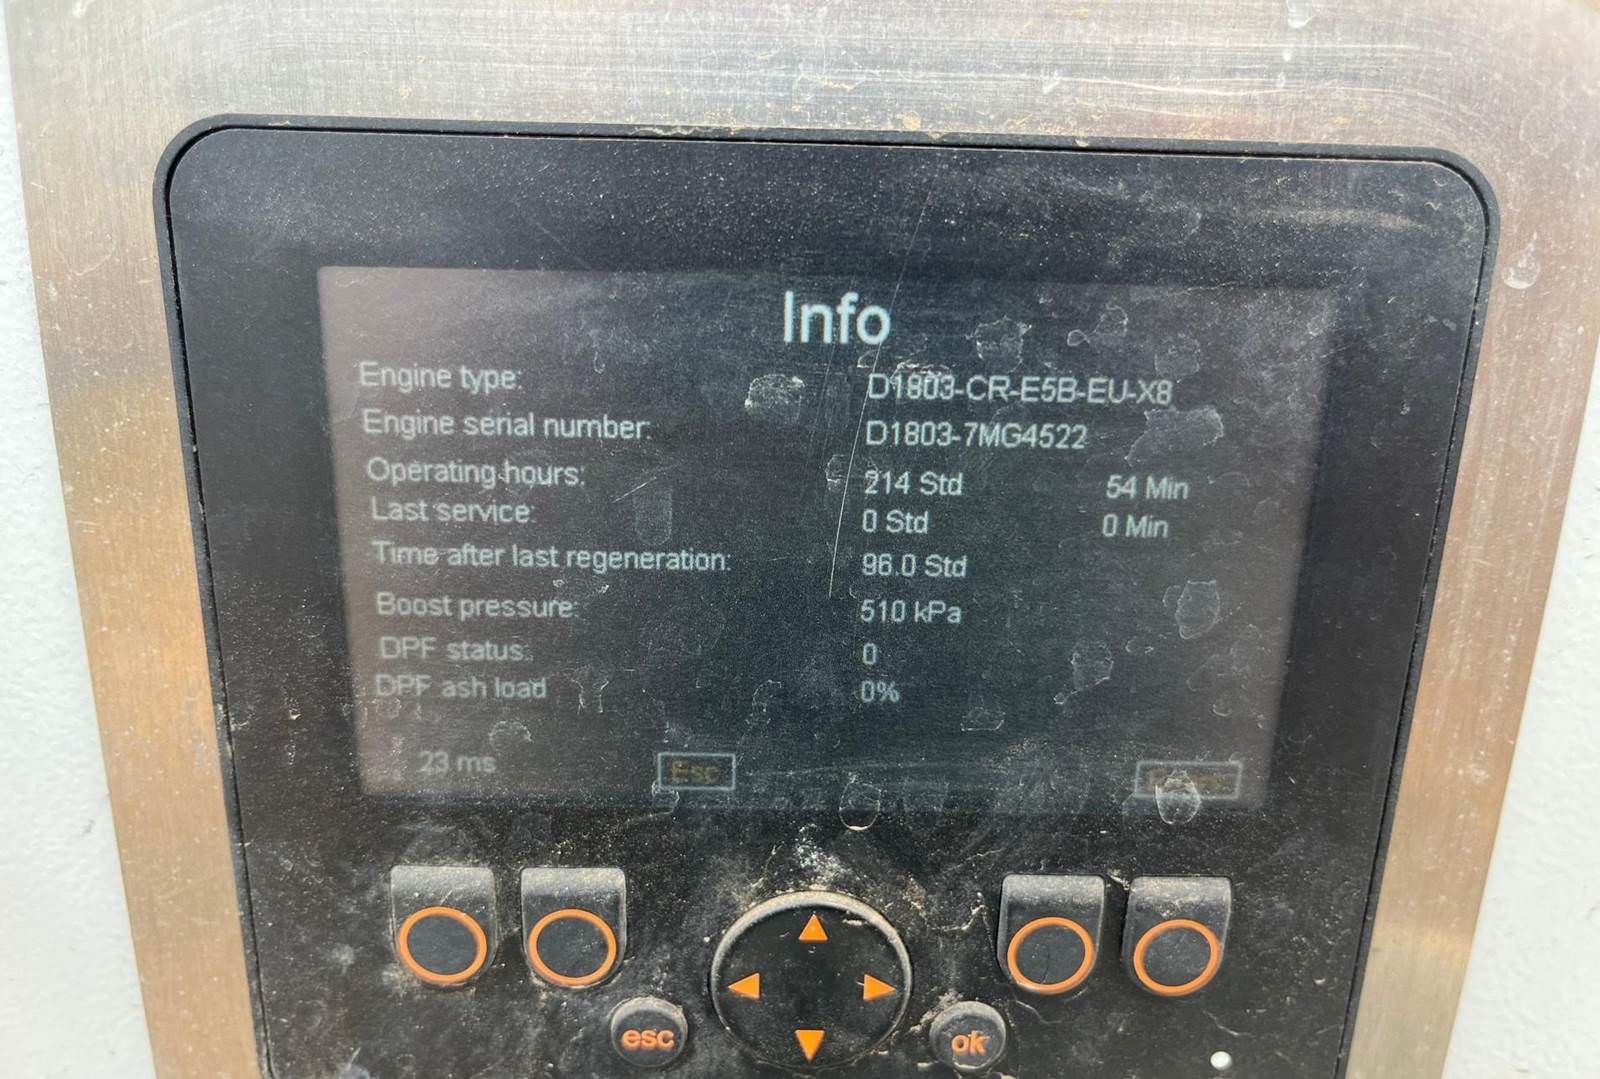 Info
Engine type: D1803-CR-E5B-EU-X8
Engine serial number: D1803-7MG4522
Operating hours: 214 Std 54 Min
Last service: 0 Std 0 Min
Time after last regeneration: 96.0 Std
Boost pressure: 510 kPa
DPF status: 0
DPF ash load 0%
23 ms Esc
esc ok